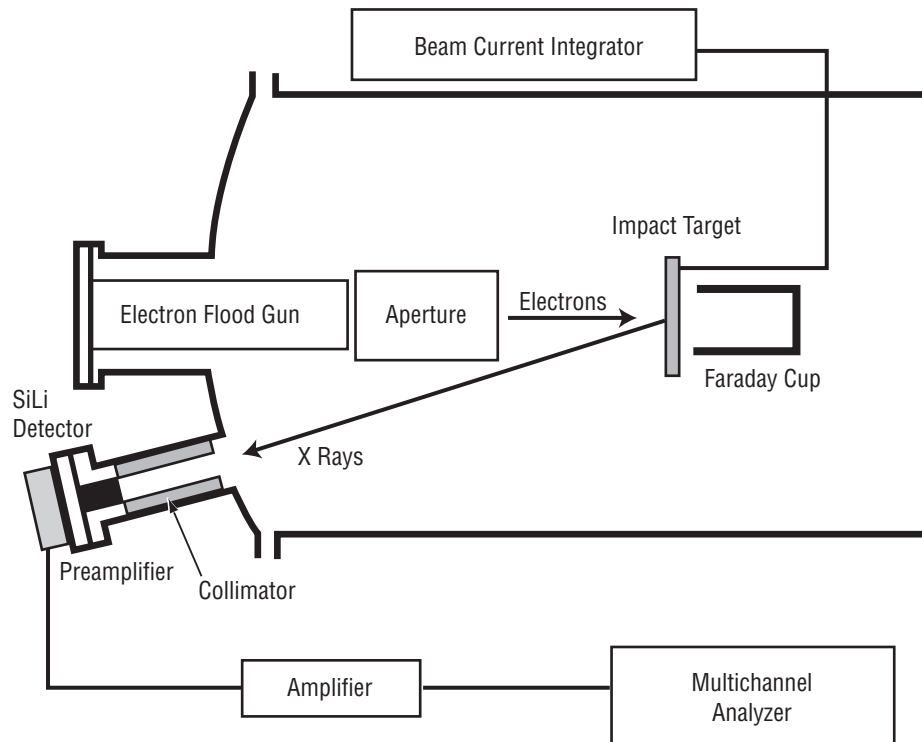 Beam Current Integrator
Impact Target
Electron Flood Gun
Aperture
Electrons
Faraday Cup
SiLi
Detector
X Rays
Preamplifier
Collimator
Amplifier
Multichannel
Analyzer